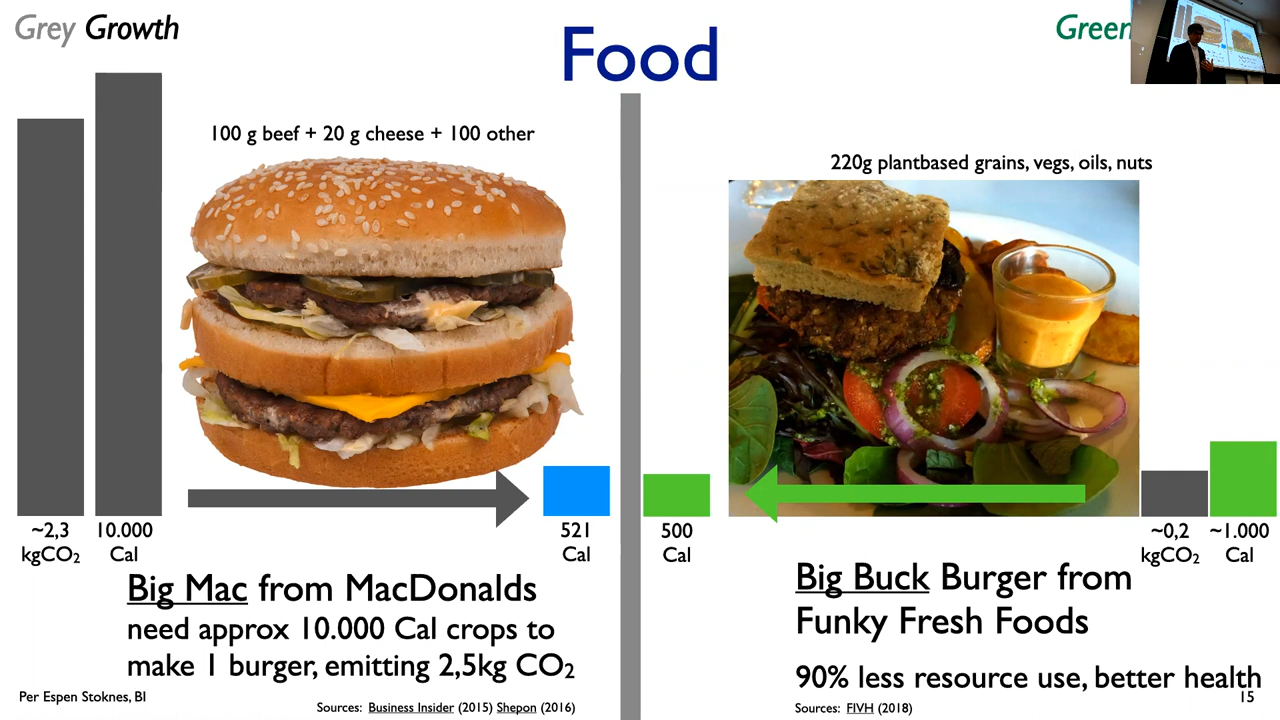 Grey Growth
Food
Green
100 g beef + 20 g cheese + 100 other
220g plantbased grains, vegs, oils, nuts
~2,3 kgCO₂
10.000 Cal
521 Cal
500 Cal
~0,2 kgCO₂
~1.000 Cal
Big Mac from MacDonalds
need approx 10.000 Cal crops to
make 1 burger, emitting 2,5kg CO₂
Big Buck Burger from
Funky Fresh Foods
90% less resource use, better health
Per Espen Stoknes, BI
Sources: Business Insider (2015) Shepon (2016)
Sources: FIVH (2018)
15